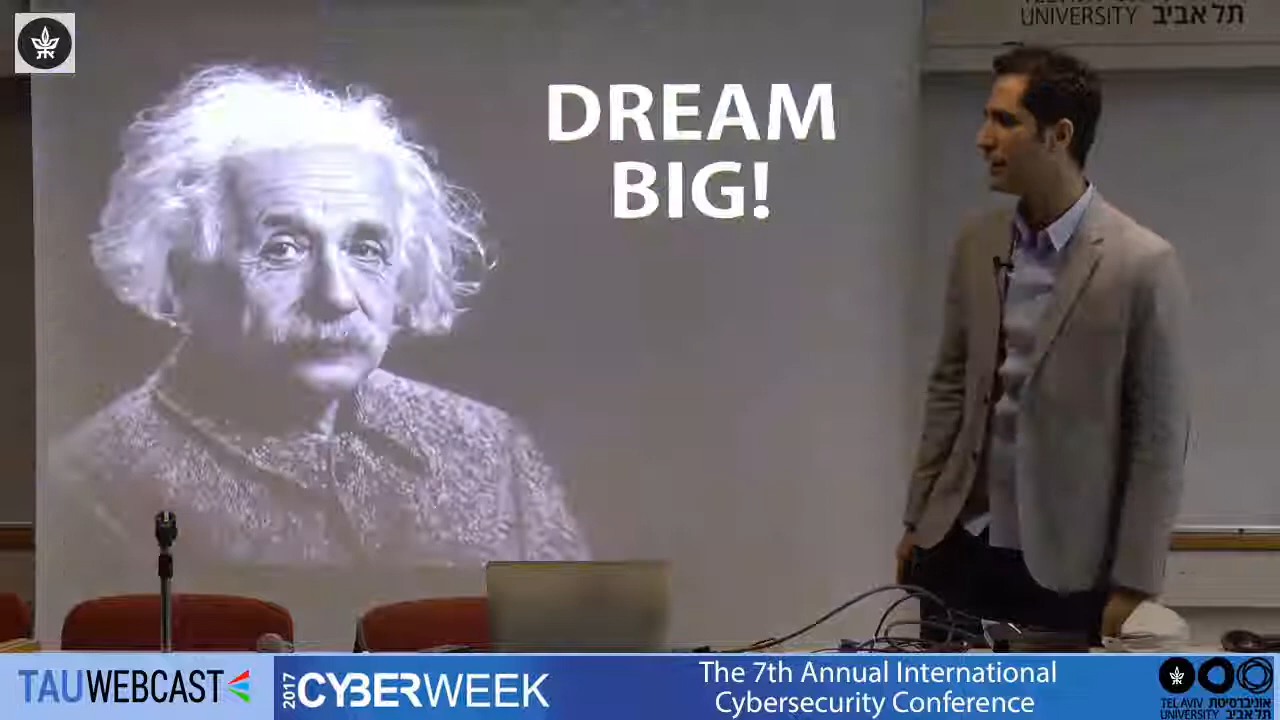 UNIVERSITY תל אביב
DREAM
BIG!
TAUWEBCAST
2017
CYBERWEEK
The 7th Annual International
Cybersecurity Conference
TEL AVIV אוניברסיטת
UNIVERSITY תל אביב